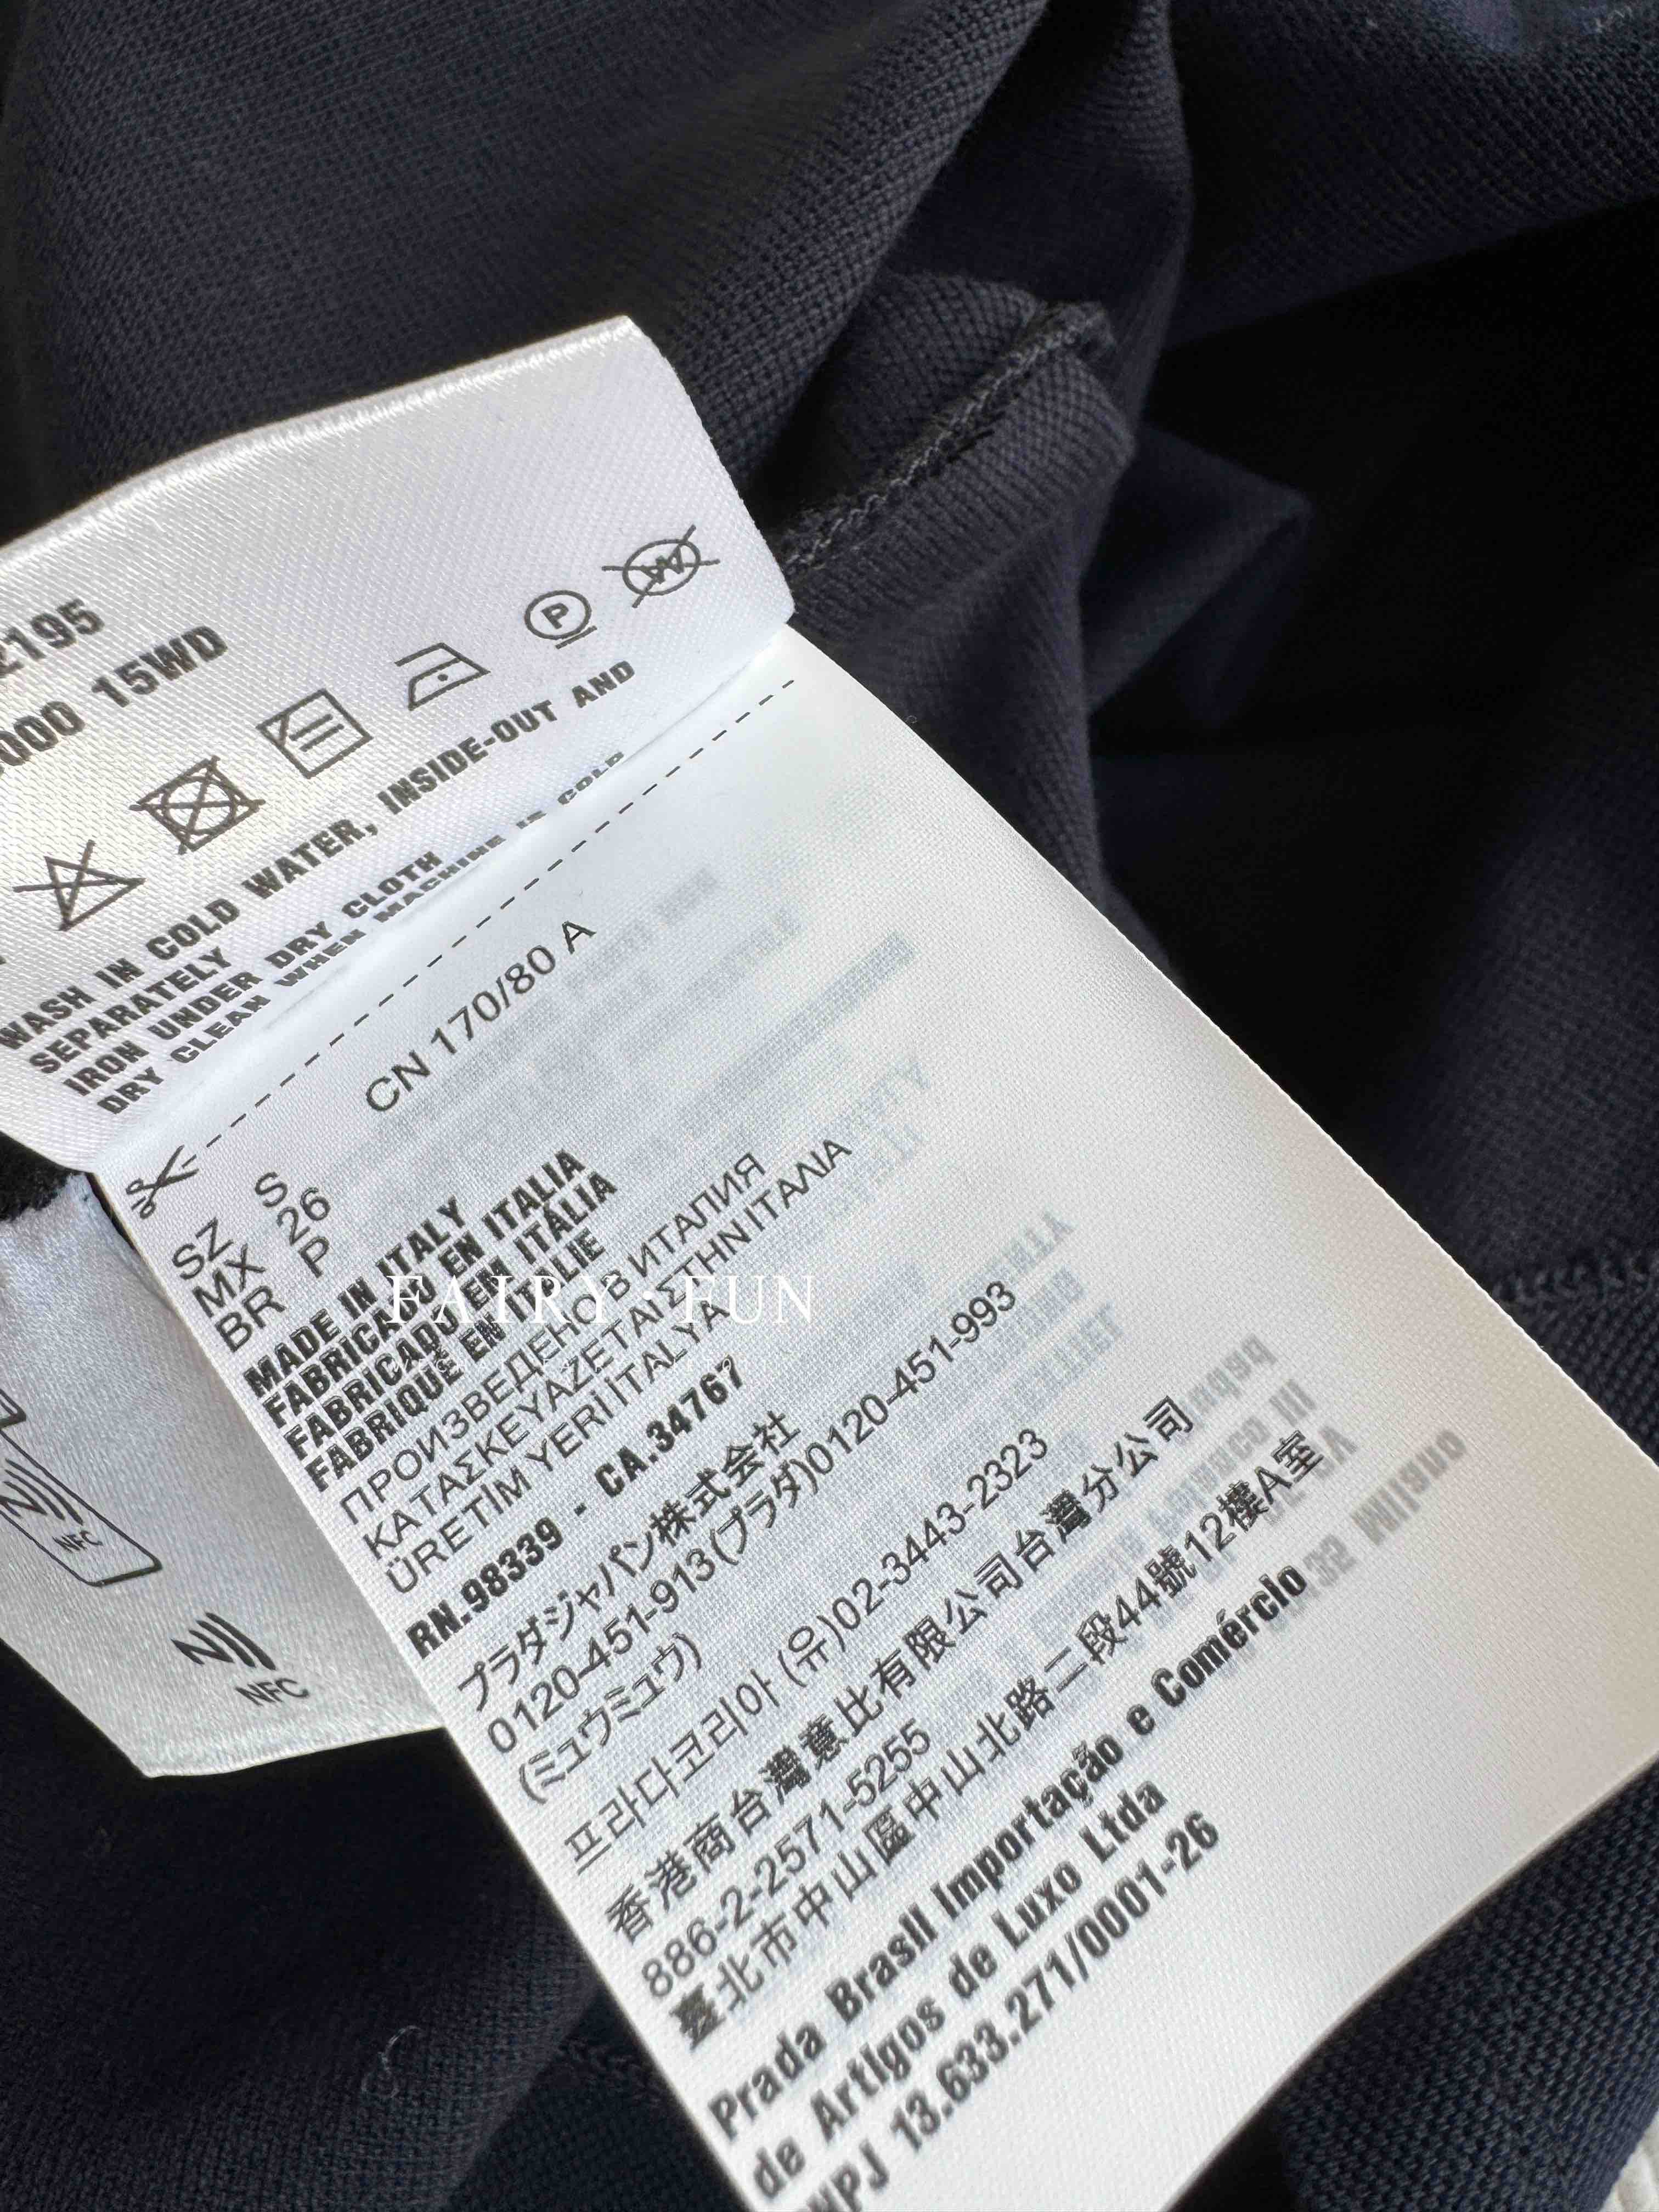 2195
000 15WD
P
AA
WASH IN COLD WATER, INSIDE-OUT AND
SEPARATELY
IRON UNDER DRY CLOTH
DRY CLEAN WHEN MACHINE IS COLD
CN 170/80 A
SZ S
MX 26
BR P
MADE IN ITALY
FABRICADO EN ITALIA
FABRICADO EM ITÁLIA
FABRIQUÉ EN ITALIE
ПРОИЗВЕДЕНО В ИТАЛИЯ
ΚΑΤΑΣΚΕΥΑΖΕΤΑΙ ΣΤΗΝ ΙΤΑΛΙΑ
ÜRETİM YERİ İTALYA
FAIRY · FUN
RN.98339 - CA.34767
プラダジャパン株式会社
0120-451-913(プラダ)0120-451-993
(ミュウミュウ)
프라다코리아 (유)02-3443-2323
香港商台灣意比有限公司台灣分公司
886-2-2571-5255
臺北市中山區中山北路二段44號12樓A室
Prada Brasil Importação e Comércio
de Artigos de Luxo Ltda
NPJ 13.633.271/0001-26
NFC
NFC